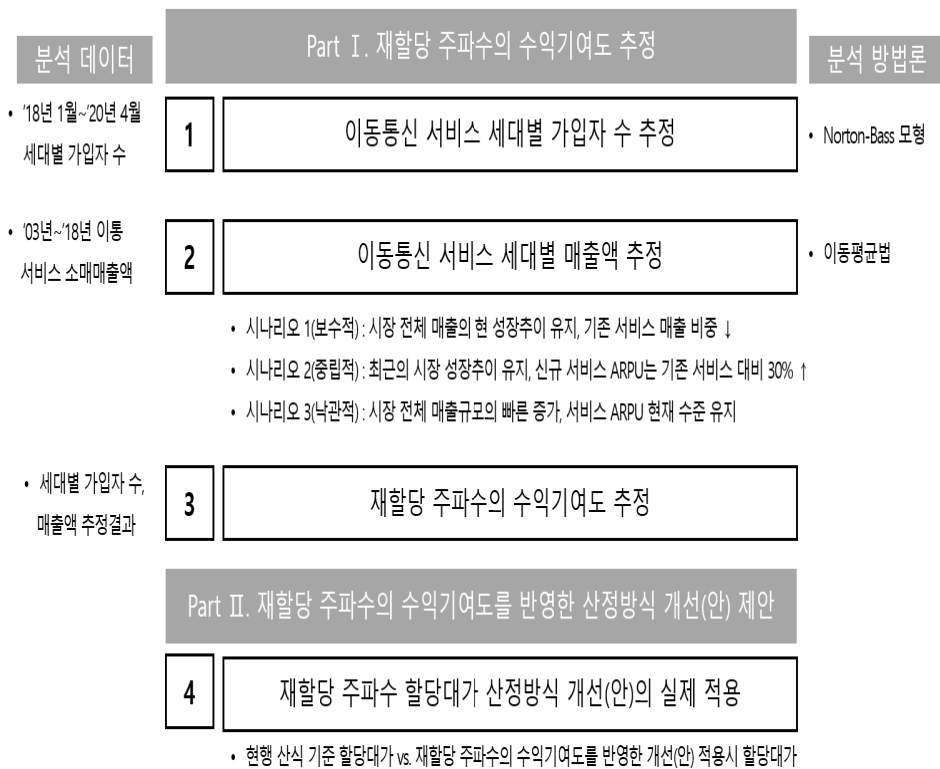 Part Ⅰ. 재할당 주파수의 수익기여도 추정
분석 데이터
분석 방법론
• '18년 1월~'20년 4월
세대별 가입자 수
1
이동통신 서비스 세대별 가입자 수 추정
• Norton-Bass 모형
• '03년~'18년 이통
서비스 소매매출액
2
이동통신 서비스 세대별 매출액 추정
• 이동평균법
• 시나리오 1(보수적) : 시장 전체 매출의 현 성장추이 유지, 기존 서비스 매출 비중 ↓
• 시나리오 2(중립적) : 최근의 시장 성장추이 유지, 신규 서비스 ARPU는 기존 서비스 대비 30% ↑
• 시나리오 3(낙관적) : 시장 전체 매출규모의 빠른 증가, 서비스 ARPU 현재 수준 유지
• 세대별 가입자 수,
매출액 추정결과
3
재할당 주파수의 수익기여도 추정
Part Ⅱ. 재할당 주파수의 수익기여도를 반영한 산정방식 개선(안) 제안
4
재할당 주파수 할당대가 산정방식 개선(안)의 실제 적용
• 현행 산식 기준 할당대가 vs. 재할당 주파수의 수익기여도를 반영한 개선(안) 적용시 할당대가